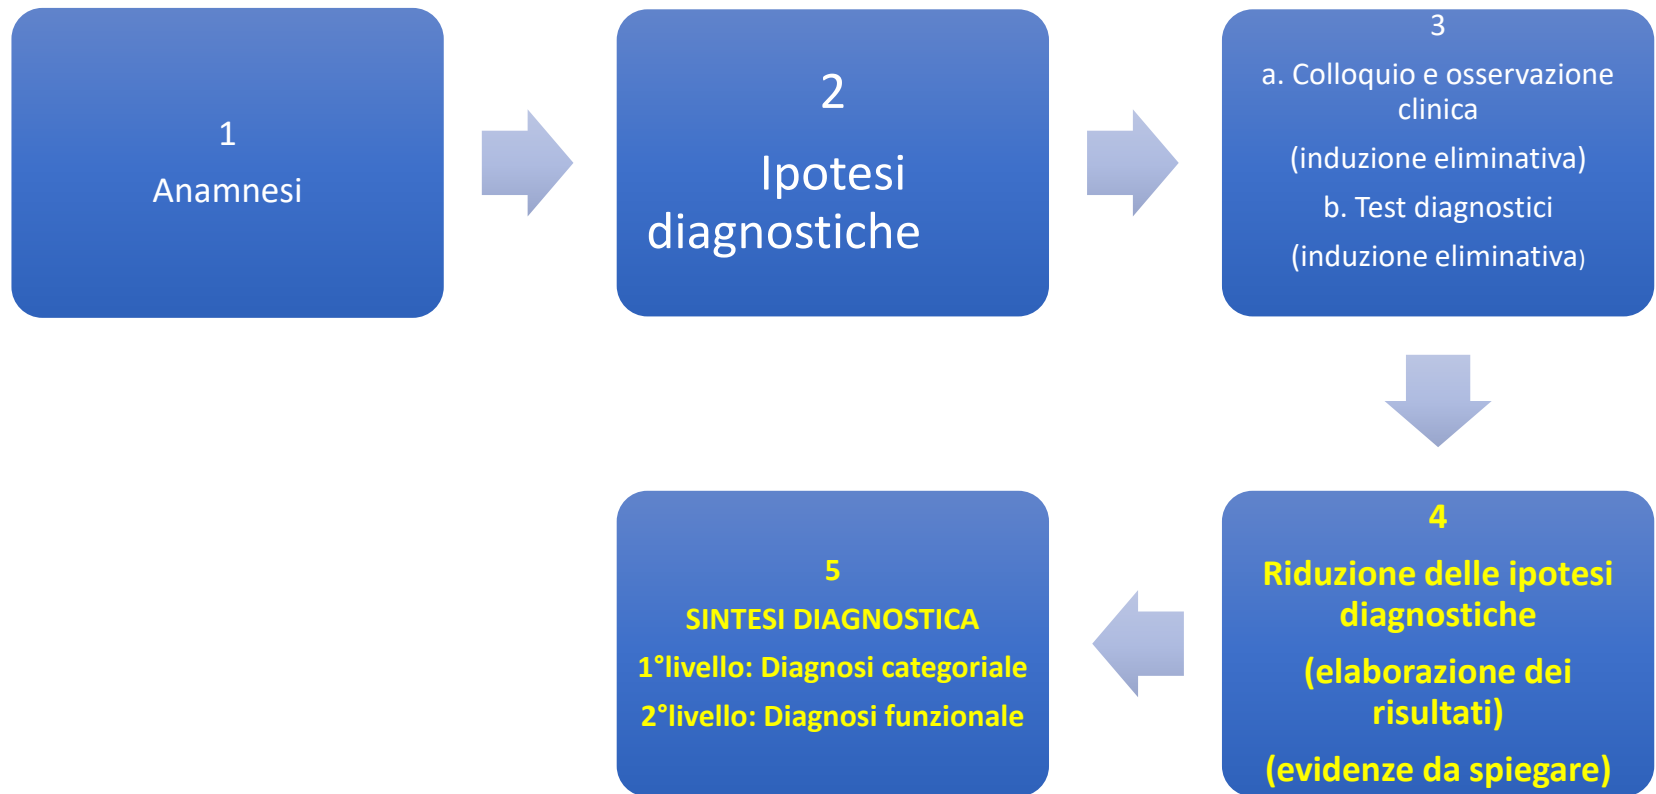 1
Anamnesi
2
Ipotesi
diagnostiche
3
a. Colloquio e osservazione
clinica
(induzione eliminativa)
b. Test diagnostici
(induzione eliminativa)
4
Riduzione delle ipotesi
diagnostiche
(elaborazione dei
risultati)
(evidenze da spiegare)
5
SINTESI DIAGNOSTICA
1°livello: Diagnosi categoriale
2°livello: Diagnosi funzionale